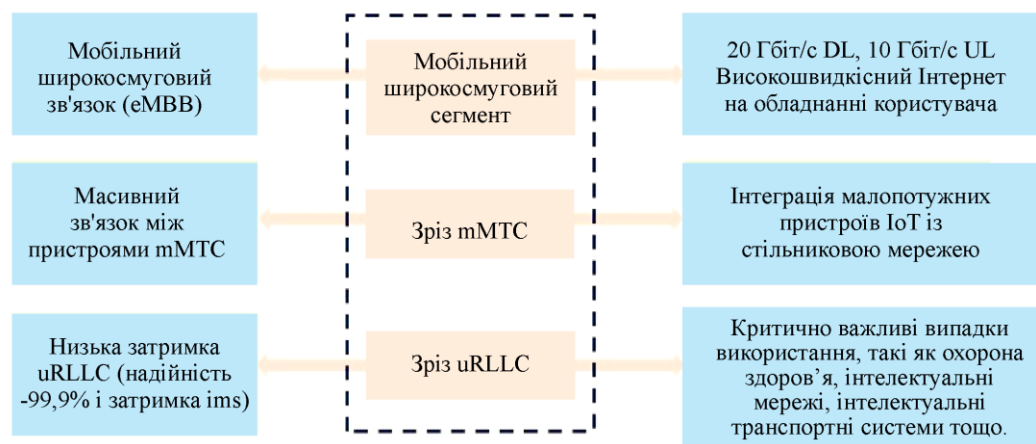 Мобільний
широкосмуговий
зв'язок (eMBB)
Мобільний
широкосмуговий
сегмент
20 Гбіт/с DL, 10 Гбіт/с UL
Високошвидкісний Інтернет
на обладнанні користувача
Масивний
зв'язок між
пристроями mMTC
Зріз mMTC
Інтеграція малопотужних
пристроїв IoT із
стільниковою мережею
Низька затримка
uRLLC (надійність
-99,9% і затримка ims)
Зріз uRLLC
Критично важливі випадки
використання, такі як охорона
здоров’я, інтелектуальні
мережі, інтелектуальні
транспортні системи тощо.